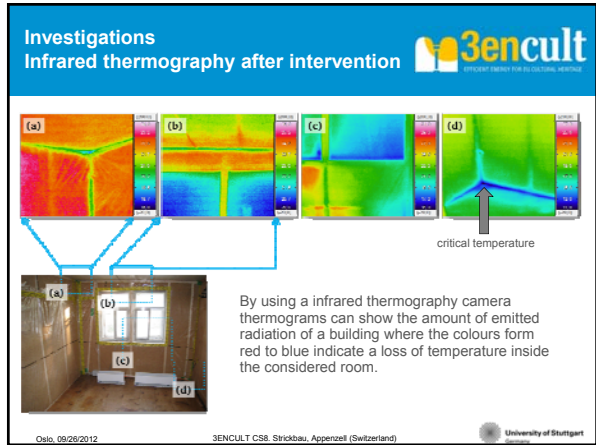 Investigations
Infrared thermography after intervention
3encult
EFFICIENT ENERGY FOR EU CULTURAL HERITAGE
(a)
(b)
(c)
(d)
critical temperature
(a)
(b)
(c)
(d)
By using a infrared thermography camera
thermograms can show the amount of emitted
radiation of a building where the colours form
red to blue indicate a loss of temperature inside
the considered room.
Oslo, 09/26/2012
3ENCULT CS8. Strickbau, Appenzell (Switzerland)
University of Stuttgart
Germany